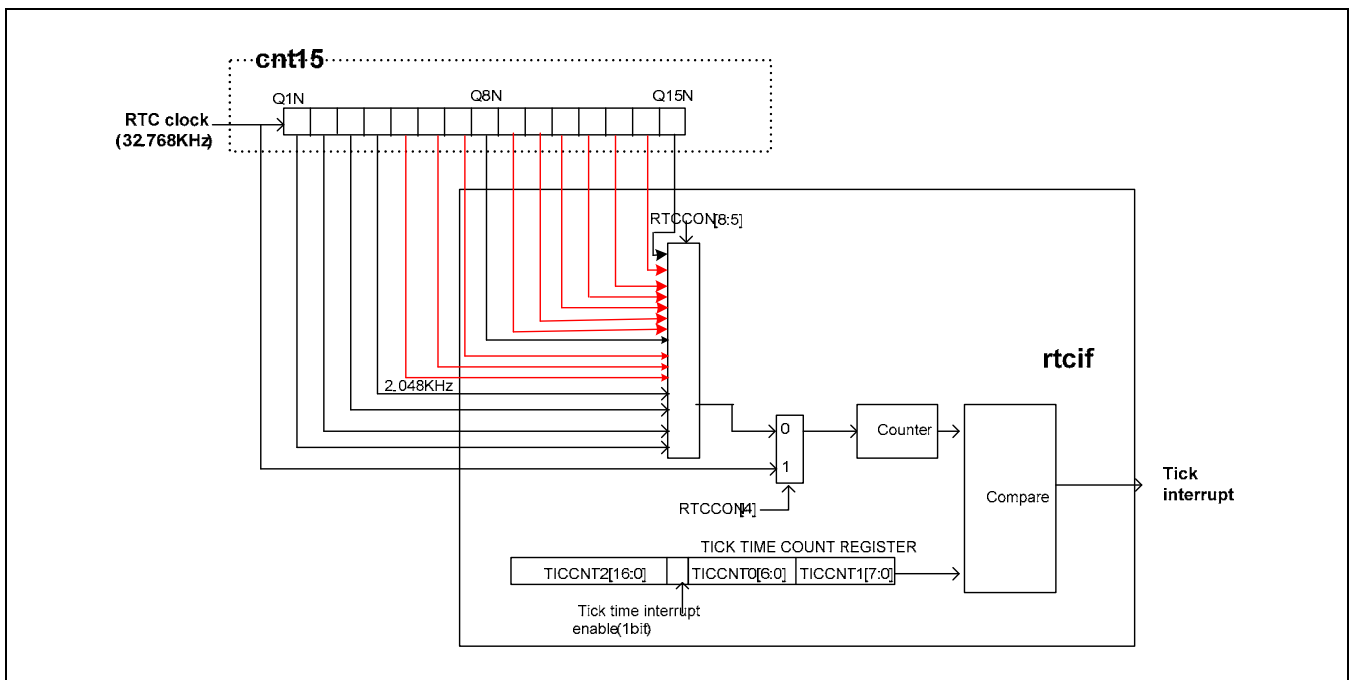 cnt15
Q1N
Q8N
Q15N
RTC clock
(32.768KHz)
RTCCON[8:5]
rtcif
2.048KHz
0
Counter
1
Tick
interrupt
Compare
RTCCON[4]
TICK TIME COUNT REGISTER
TICCNT2[16:0]
TICCNT0[6:0]
TICCNT1[7:0]
Tick time interrupt
enable(1bit)